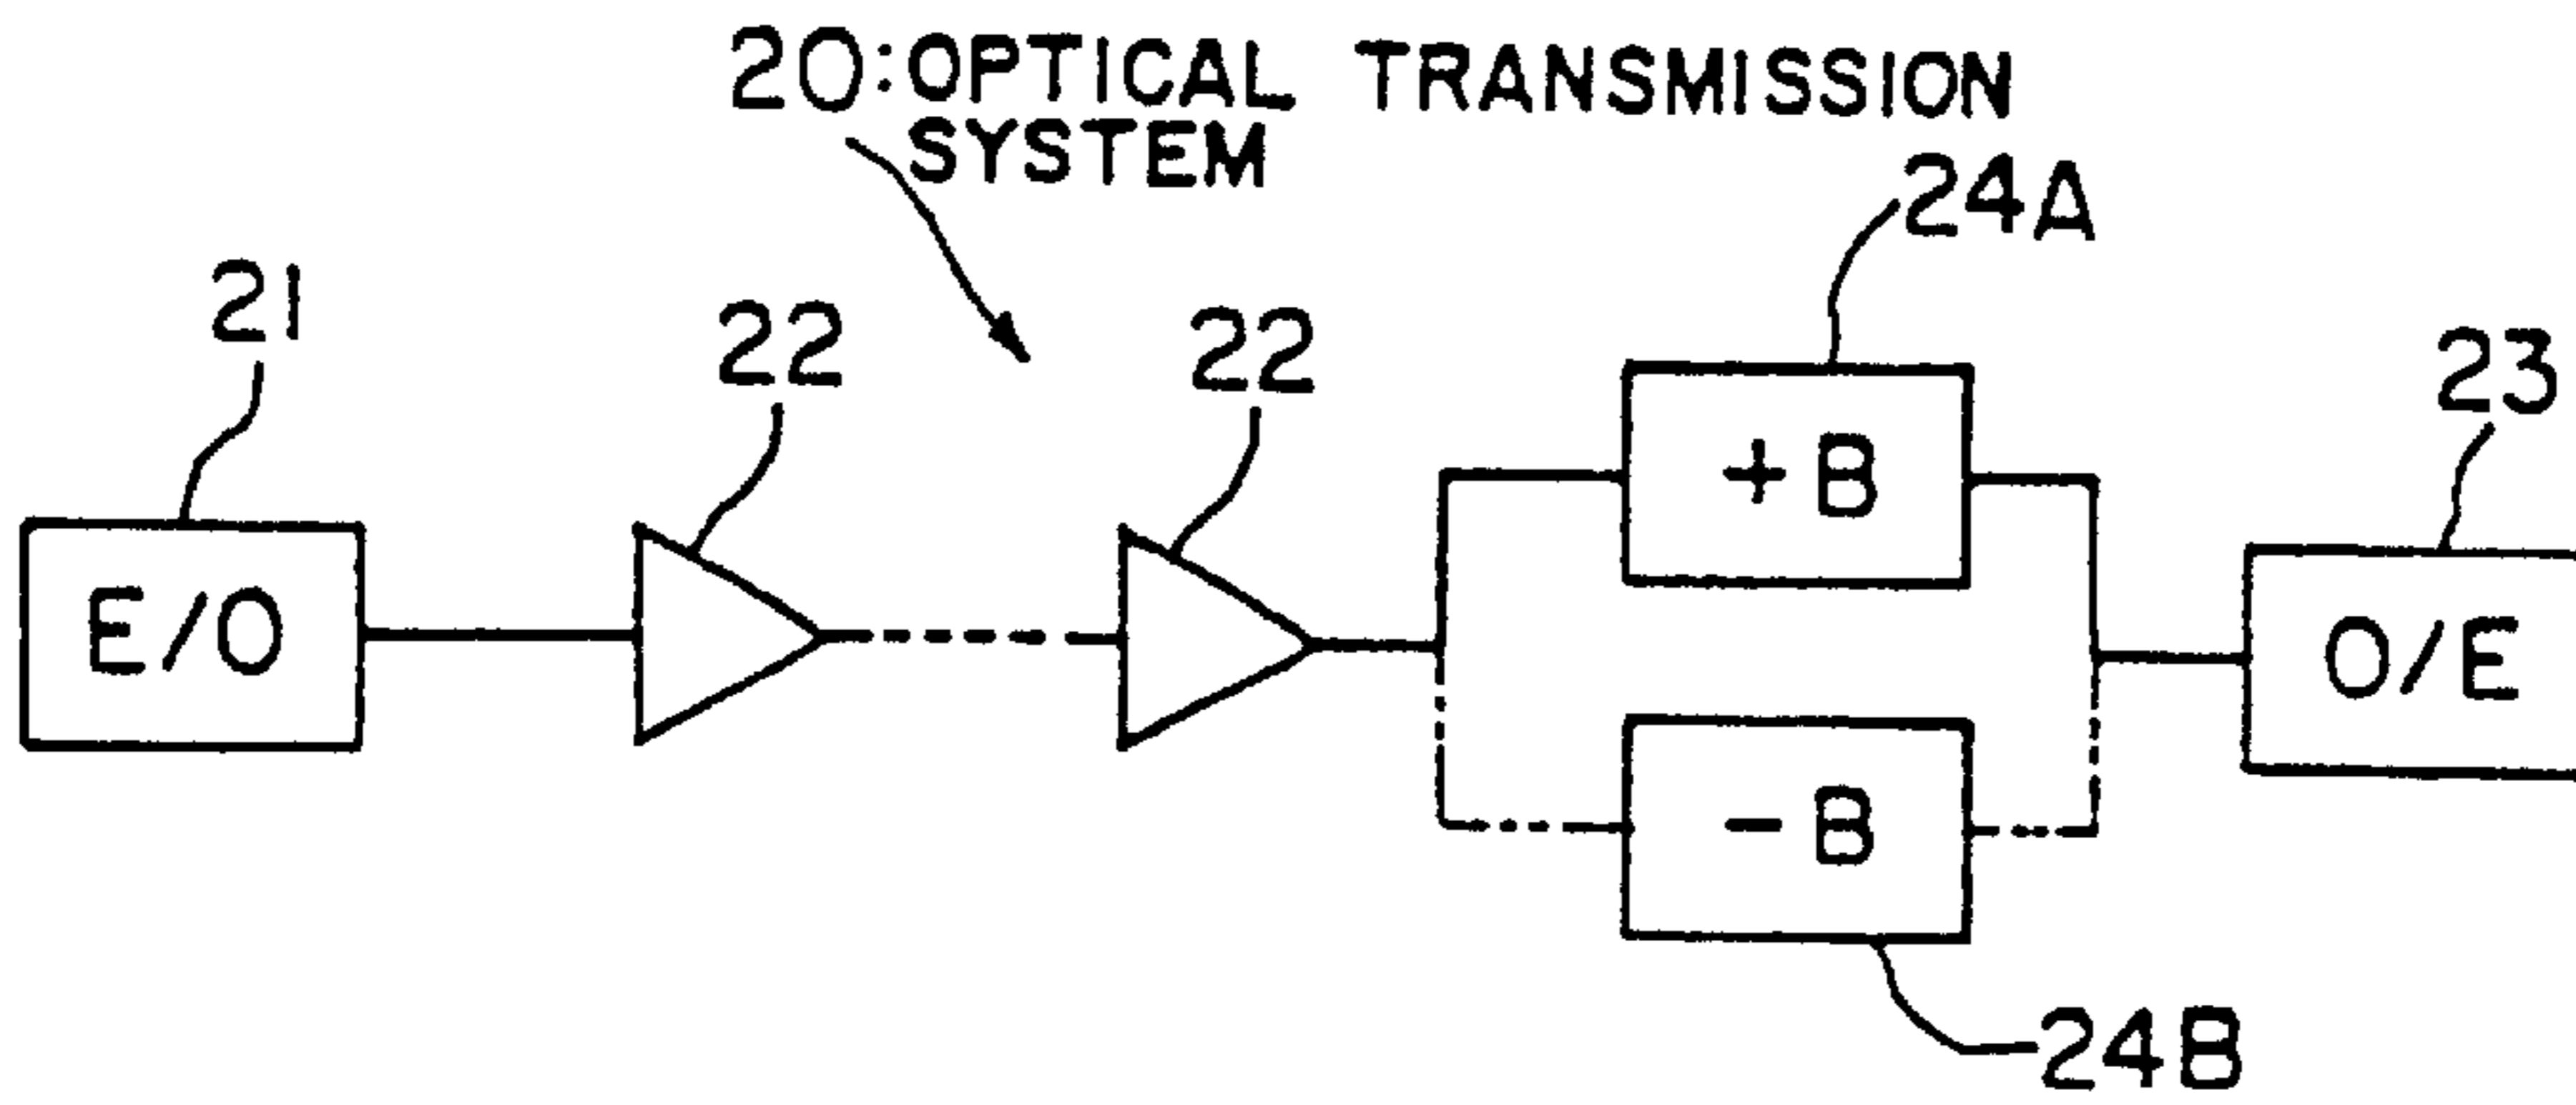 20:OPTICAL TRANSMISSION
SYSTEM
24A
21
22
22
23
+B
E/O
O/E
-B
24B